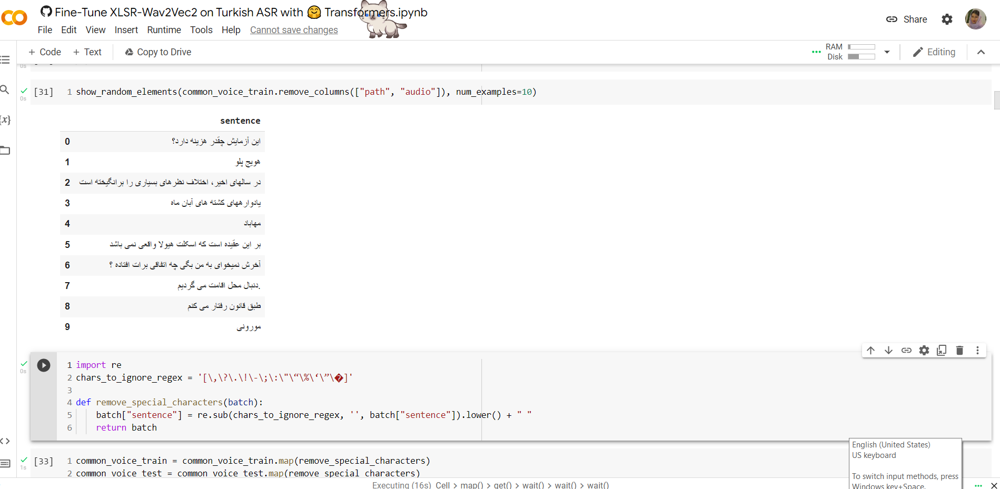 Fine-Tune XLSR-Wav2Vec2 on Turkish ASR with 🤗 Transformers.ipynb
File Edit View Insert Runtime Tools Help Cannot save changes
Share
+ Code + Text Copy to Drive
RAM
Disk
Editing
0s
[31] 1 show_random_elements(common_voice_train.remove_columns(["path", "audio"]), num_examples=10)
0s
sentence
0 این آزمایش چقدر هزینه دارد؟
1 هویج پلو
2 در سالهای اخیر، اختلاف نظرهای بسیاری را برانگیخته است
3 یادوارههای کشته های آبان ماه
4 مهاباد
5 بر این عقیده است که اسکلت هیولا واقعی نمی باشد
6 آخرش نمیخوای به من بگی چه اتفاقی برات افتاده ؟
7 دنبال محل اقامت می گردیم.
8 طبق قانون رفتار می کنم
9 مورونی
0s
1 import re
2 chars_to_ignore_regex = '[\,\?\.\!\-\;\:\"\“\%\‘\”\�]'
3
4 def remove_special_characters(batch):
5 batch["sentence"] = re.sub(chars_to_ignore_regex, '', batch["sentence"]).lower() + " "
6 return batch
[33] 1 common_voice_train = common_voice_train.map(remove_special_characters)
1s
2 common_voice_test = common_voice_test.map(remove_special_characters)
English (United States)
US keyboard
To switch input methods, press
Windows key+Space.
Executing (16s) Cell > map() > get() > wait() > wait() > wait()